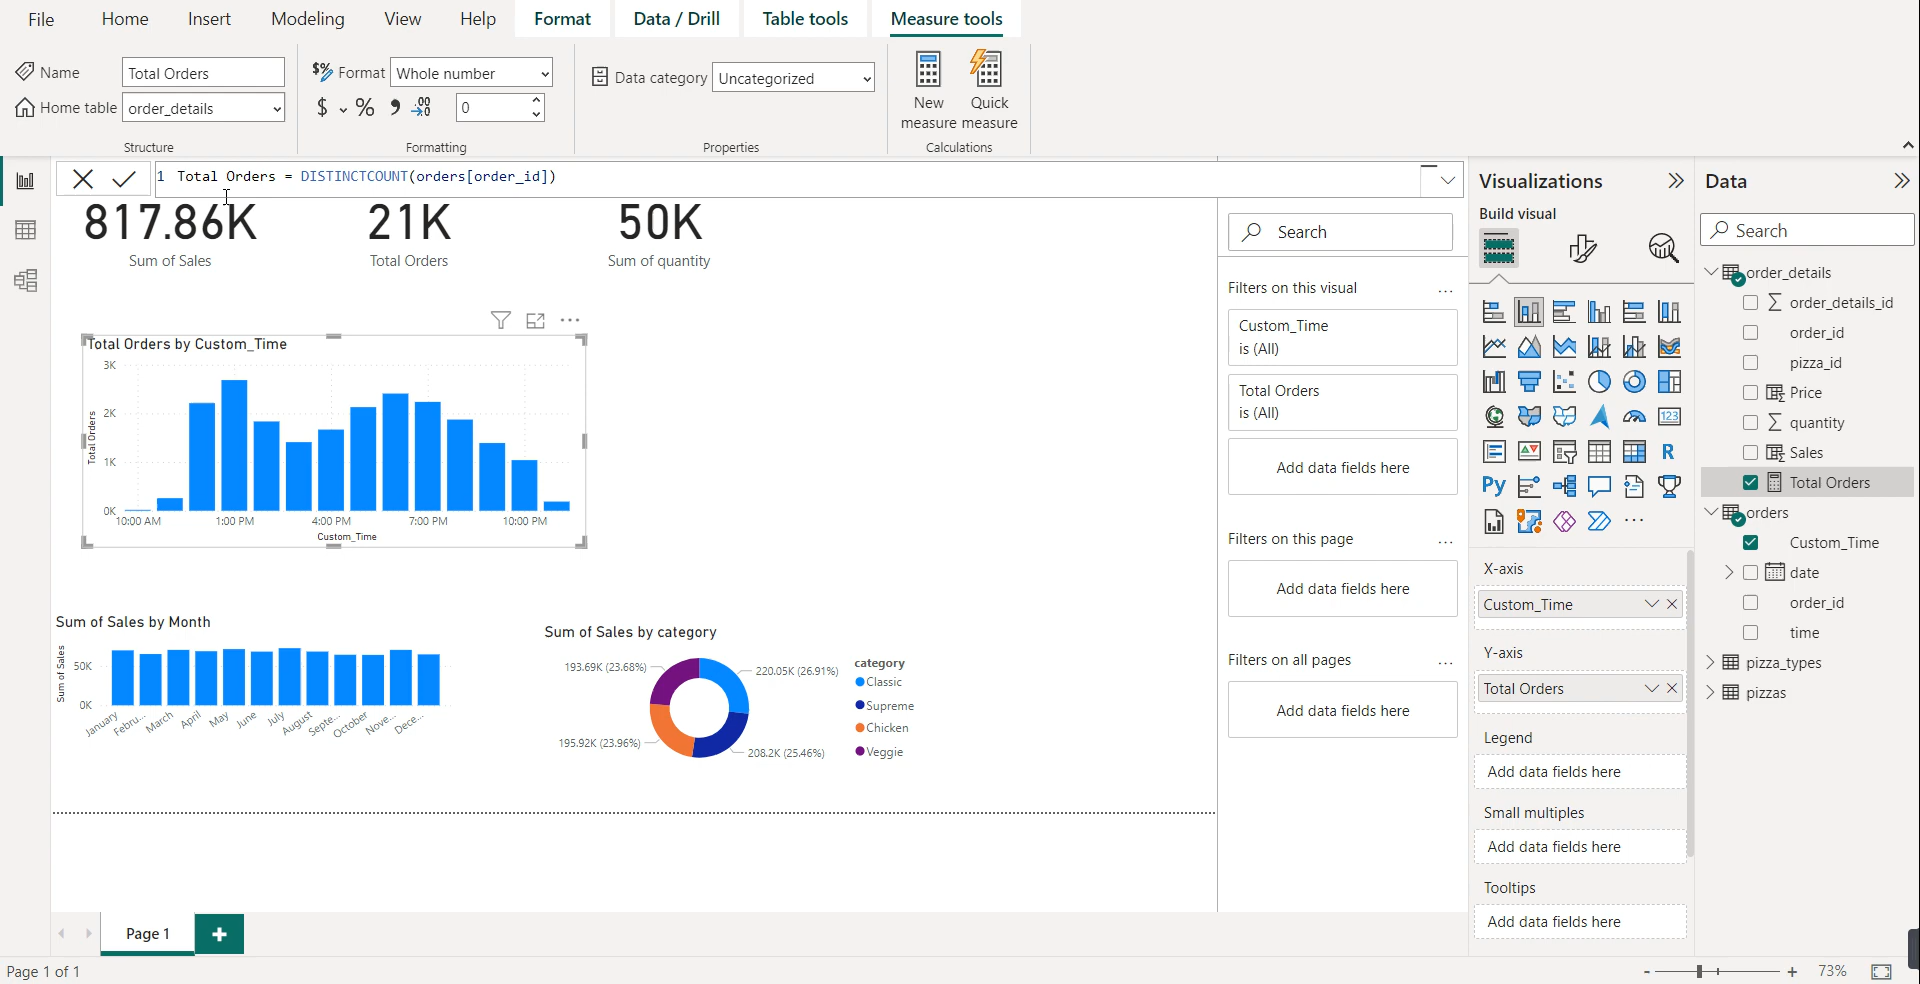 File Home Insert Modeling View Help Format Data / Drill Table tools Measure tools
Name Total Orders
Home table order_details
Structure
Format Whole number
$ % 0
Formatting
Data category Uncategorized
Properties
New measure
Quick measure
Calculations
1 Total Orders = DISTINCTCOUNT(orders[order_id])
817.86K
Sum of Sales
21K
Total Orders
50K
Sum of quantity
Total Orders by Custom_Time
Total Orders
3K
2K
1K
0K
10:00 AM 1:00 PM 4:00 PM 7:00 PM 10:00 PM
Custom_Time
Sum of Sales by Month
Sum of Sales
50K
0K
January Febru... March April May June July August Septe... October Nove... Dece...
Sum of Sales by category
193.69K (23.68%)
220.05K (26.91%)
195.92K (23.96%)
208.2K (25.46%)
category
Classic
Supreme
Chicken
Veggie
Search
Filters on this visual ...
Custom_Time
is (All)
Total Orders
is (All)
Add data fields here
Filters on this page ...
Add data fields here
Filters on all pages ...
Add data fields here
Visualizations
Build visual
123
R
Py
...
X-axis
Custom_Time
Y-axis
Total Orders
Legend
Add data fields here
Small multiples
Add data fields here
Tooltips
Add data fields here
Data
Search
order_details
order_details_id
order_id
pizza_id
Price
quantity
Sales
Total Orders
orders
Custom_Time
date
order_id
time
pizza_types
pizzas
Page 1
Page 1 of 1
- + 73%